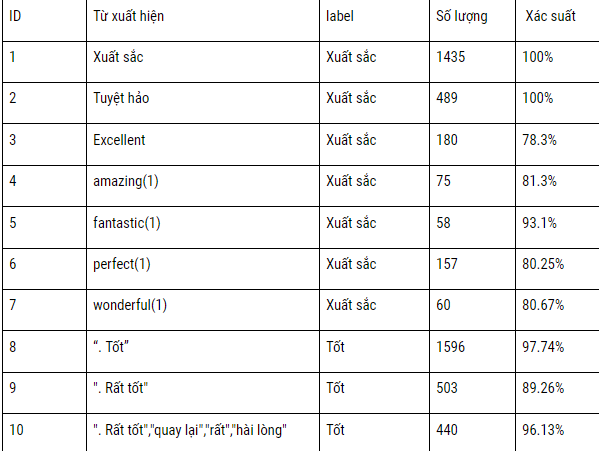 ID Từ xuất hiện label Số lượng Xác suất
1 Xuất sắc Xuất sắc 1435 100%
2 Tuyệt hảo Xuất sắc 489 100%
3 Excellent Xuất sắc 180 78.3%
4 amazing(1) Xuất sắc 75 81.3%
5 fantastic(1) Xuất sắc 58 93.1%
6 perfect(1) Xuất sắc 157 80.25%
7 wonderful(1) Xuất sắc 60 80.67%
8 “. Tốt” Tốt 1596 97.74%
9 ". Rất tốt" Tốt 503 89.26%
10 ". Rất tốt","quay lại","rất","hài lòng" Tốt 440 96.13%